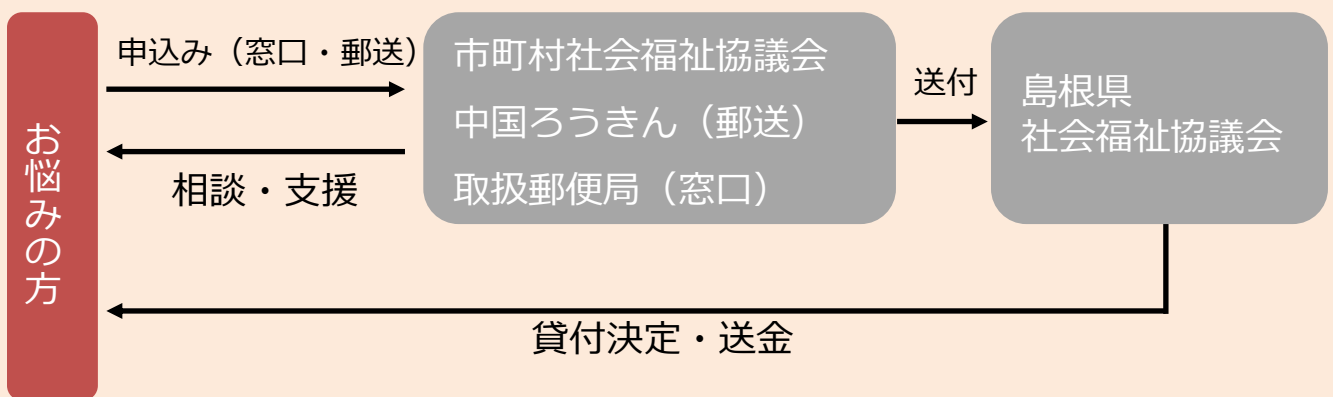 お悩みの方
申込み（窓口・郵送）
相談・支援
市町村社会福祉協議会
中国ろうきん（郵送）
取扱郵便局（窓口）
送付
島根県
社会福祉協議会
貸付決定・送金